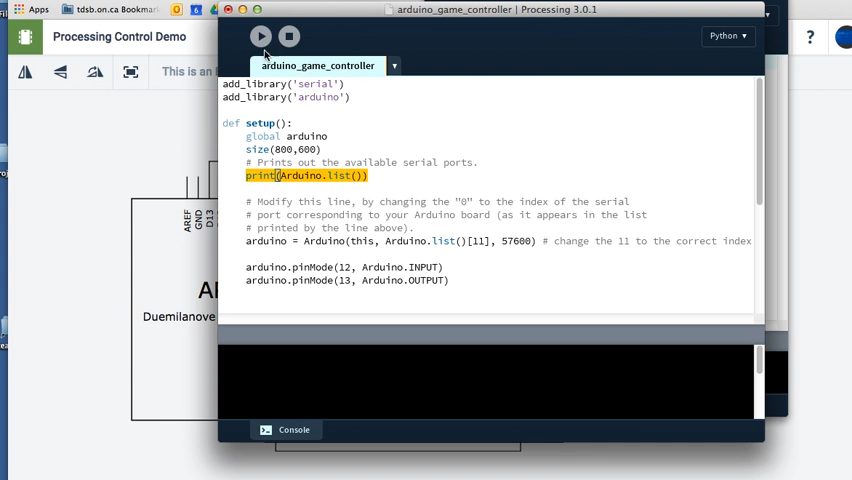 Apps tdsb.on.ca Bookmar 6 arduino_game_controller | Processing 3.0.1
Processing Control Demo
Python ▾
?
This is an
arduino_game_controller
add_library('serial')
add_library('arduino')
def setup():
global arduino
size(800,600)
# Prints out the available serial ports.
print(Arduino.list())
# Modify this line, by changing the "0" to the index of the serial
# port corresponding to your Arduino board (as it appears in the list
# printed by the line above).
arduino = Arduino(this, Arduino.list()[11], 57600) # change the 11 to the correct index
arduino.pinMode(12, Arduino.INPUT)
arduino.pinMode(13, Arduino.OUTPUT)
AREF
GND
D13
Duemilanove
Console